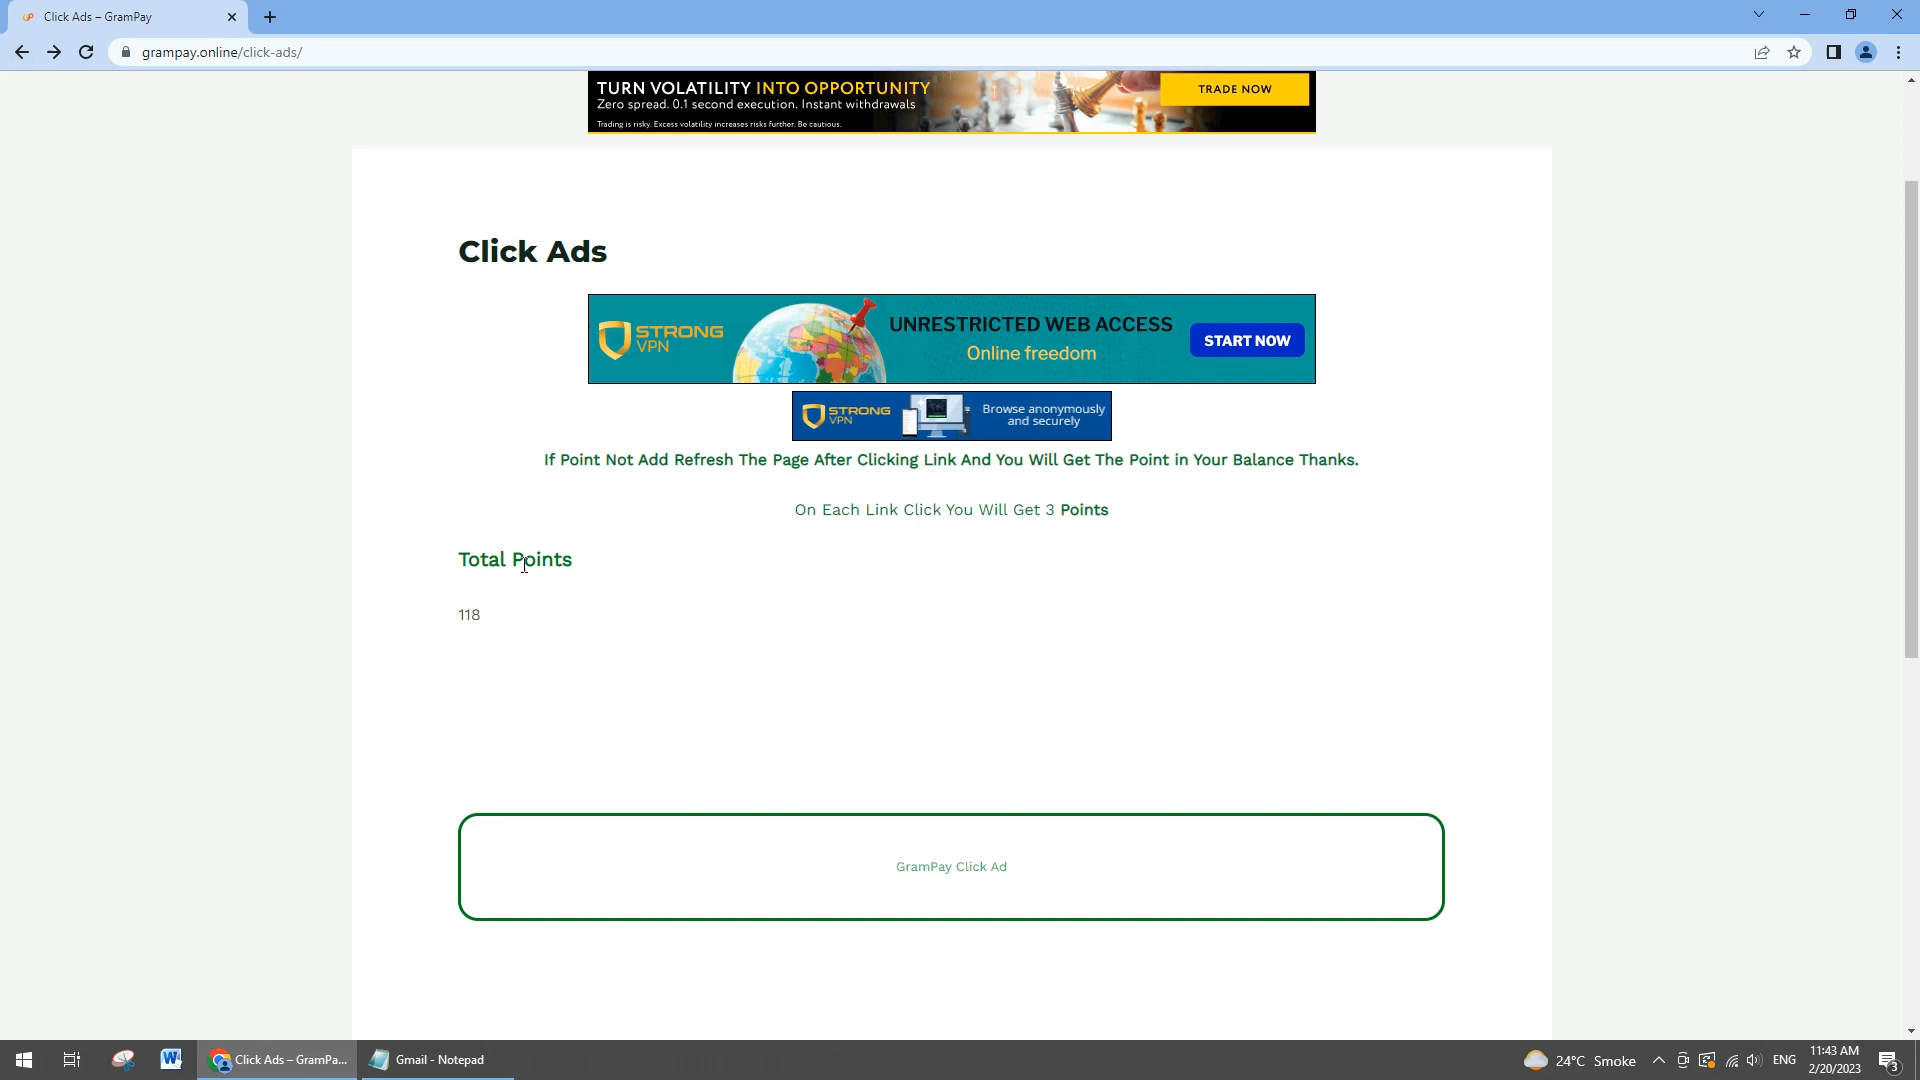 Click Ads – GramPay
grampay.online/click-ads/
TURN VOLATILITY INTO OPPORTUNITY
Zero spread. 0.1 second execution. Instant withdrawals
Trading is risky. Excess volatility increases risks further. Be cautious.
TRADE NOW
Click Ads
STRONG
VPN
UNRESTRICTED WEB ACCESS
Online freedom
START NOW
STRONG
VPN
Browse anonymously
and securely
If Point Not Add Refresh The Page After Clicking Link And You Will Get The Point in Your Balance Thanks.
On Each Link Click You Will Get 3 Points
Total Points
118
GramPay Click Ad
Click Ads – GramPa...
Gmail - Notepad
24°C Smoke
ENG
11:43 AM
2/20/2023
3